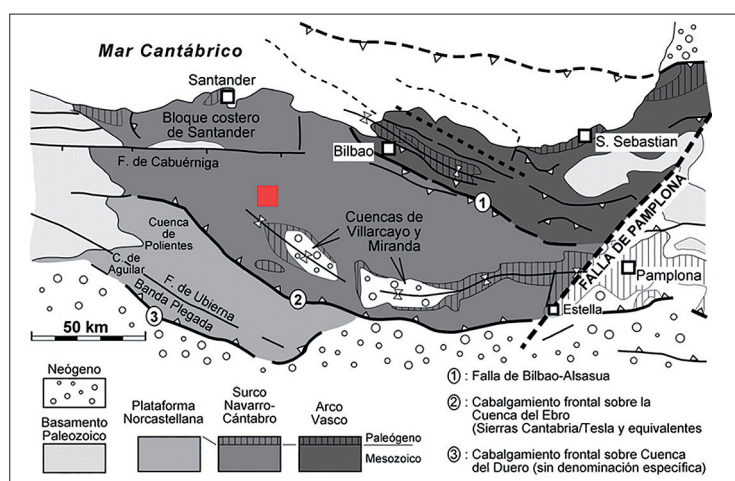 Mar Cantábrico
Santander
Bloque costero
de Santander
F. de Cabuérniga
Bilbao
S. Sebastian
1
FALLA DE PAMPLONA
Cuenca
de
Polientes
Cuencas de
Villarcayo y
Miranda
C. de
Aguilar
F. de Ubierna
Banda Plegada
2
3
Pamplona
Estella
50 km
Neógeno
Basamento
Paleozoico
Plataforma
Norcastellana
Surco
Navarro-
Cántabro
Arco
Vasco
Paleógeno
Mesozoico
1 : Falla de Bilbao-Alsasua
2 : Cabalgamiento frontal sobre la
Cuenca del Ebro
(Sierras Cantabria/Tesla y equivalentes
3 : Cabalgamiento frontal sobre Cuenca
del Duero (sin denominación específica)